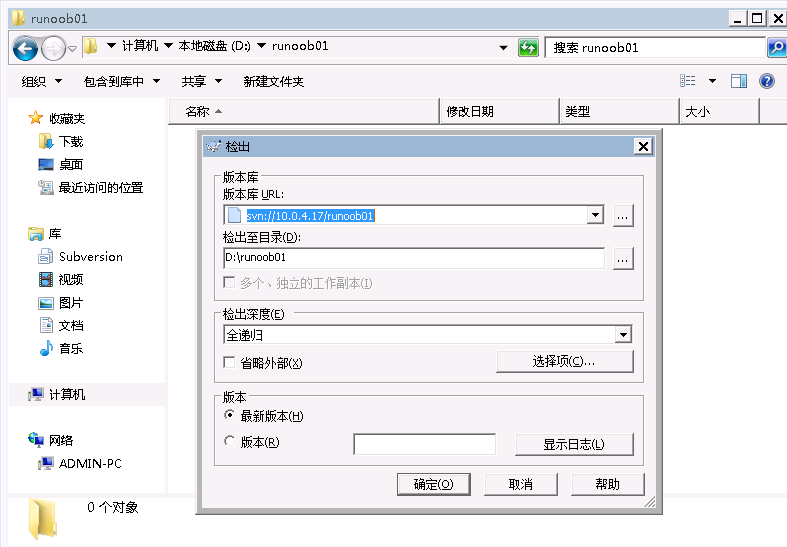 runoob01
计算机 本地磁盘 (D:) runoob01
搜索 runoob01
组织 包含到库中 共享 新建文件夹
名称 修改日期 类型 大小
收藏夹
下载
桌面
最近访问的位置
库
Subversion
视频
图片
文档
音乐
计算机
网络
ADMIN-PC
0 个对象
检出
版本库
版本库 URL:
svn://10.0.4.17/runoob01
...
检出至目录(D):
D:\runoob01
...
多个、独立的工作副本(I)
检出深度(E)
全递归
省略外部(X)
选择项(C)...
版本
最新版本(H)
版本(R)
显示日志(L)
确定(O) 取消 帮助